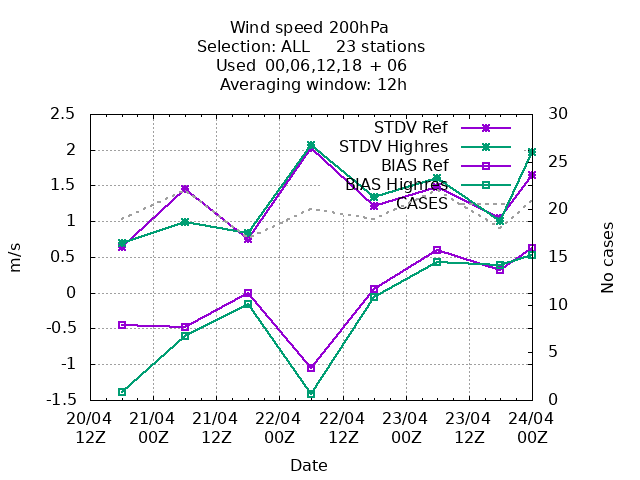 Wind speed 200hPa
Selection: ALL 23 stations
Used 00,06,12,18 + 06
Averaging window: 12h
STDV Ref
STDV Highres
BIAS Ref
BIAS Highres
CASES
2.5
2
1.5
1
0.5
0
-0.5
-1
-1.5
m/s
30
25
20
15
10
5
0
No cases
20/04 21/04 21/04 22/04 22/04 23/04 23/04 24/04
12Z 00Z 12Z 00Z 12Z 00Z 12Z 00Z
Date